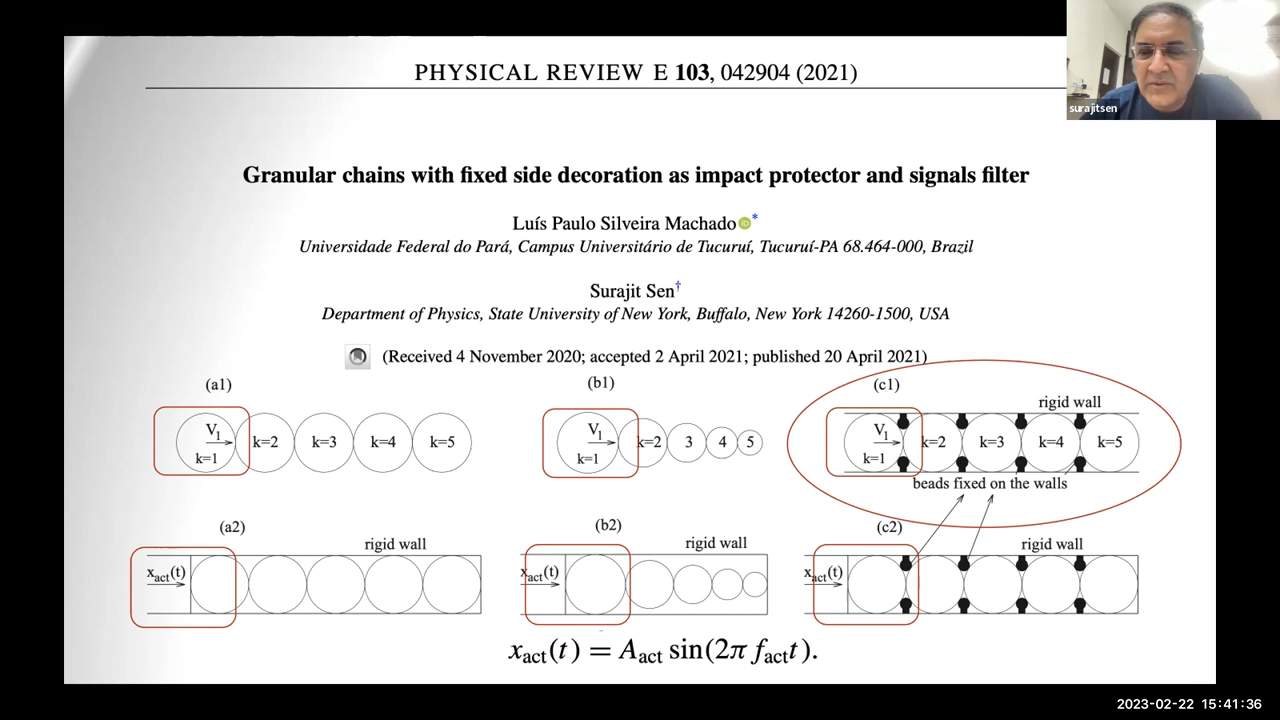 surajitsen
PHYSICAL REVIEW E 103, 042904 (2021)
Granular chains with fixed side decoration as impact protector and signals filter
Luís Paulo Silveira Machado iD *
Universidade Federal do Pará, Campus Universitário de Tucuruí, Tucuruí-PA 68.464-000, Brazil
Surajit Sen†
Department of Physics, State University of New York, Buffalo, New York 14260-1500, USA
(Received 4 November 2020; accepted 2 April 2021; published 20 April 2021)
(a1)
V1
k=1
k=2
k=3
k=4
k=5
(b1)
V1
k=1
k=2
3
4
5
(c1)
rigid wall
V1
k=1
k=2
k=3
k=4
k=5
beads fixed on the walls
(a2)
rigid wall
xact(t)
(b2)
rigid wall
xact(t)
(c2)
rigid wall
xact(t)
xact(t) = Aact sin(2π fact t).
2023-02-22 15:41:36